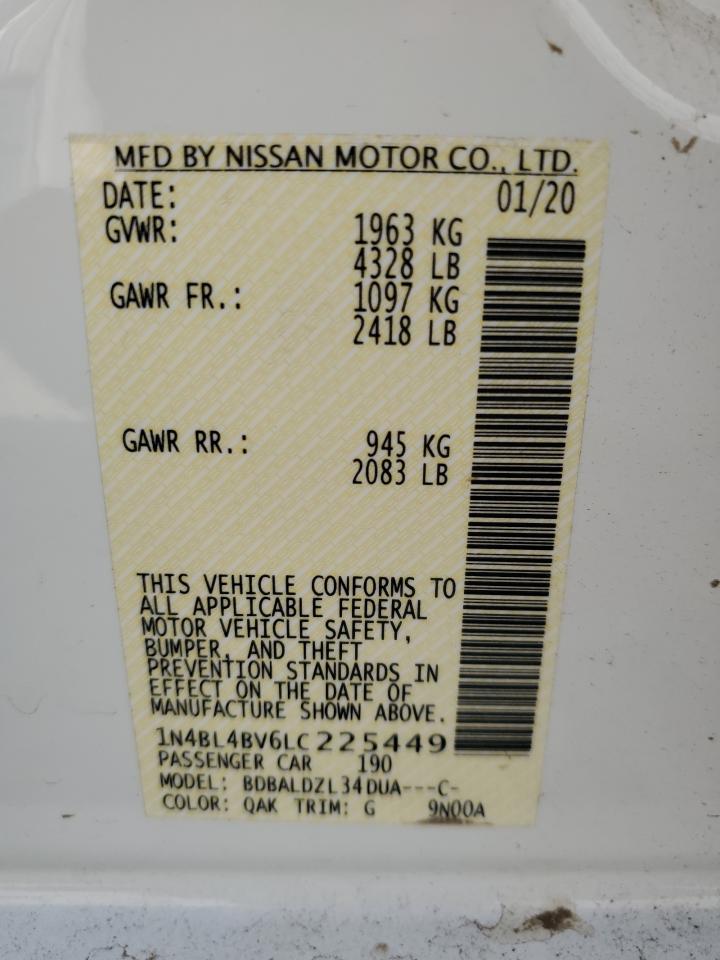 MFD BY NISSAN MOTOR CO., LTD.
DATE: 01/20
GVWR: 1963 KG
4328 LB
GAWR FR.: 1097 KG
2418 LB
GAWR RR.: 945 KG
2083 LB
THIS VEHICLE CONFORMS TO
ALL APPLICABLE FEDERAL
MOTOR VEHICLE SAFETY,
BUMPER, AND THEFT
PREVENTION STANDARDS IN
EFFECT ON THE DATE OF
MANUFACTURE SHOWN ABOVE.
1N4BL4BV6LC225449
PASSENGER CAR 190
MODEL: BDBALDZL34DUA---C-
COLOR: QAK TRIM: G 9N00A